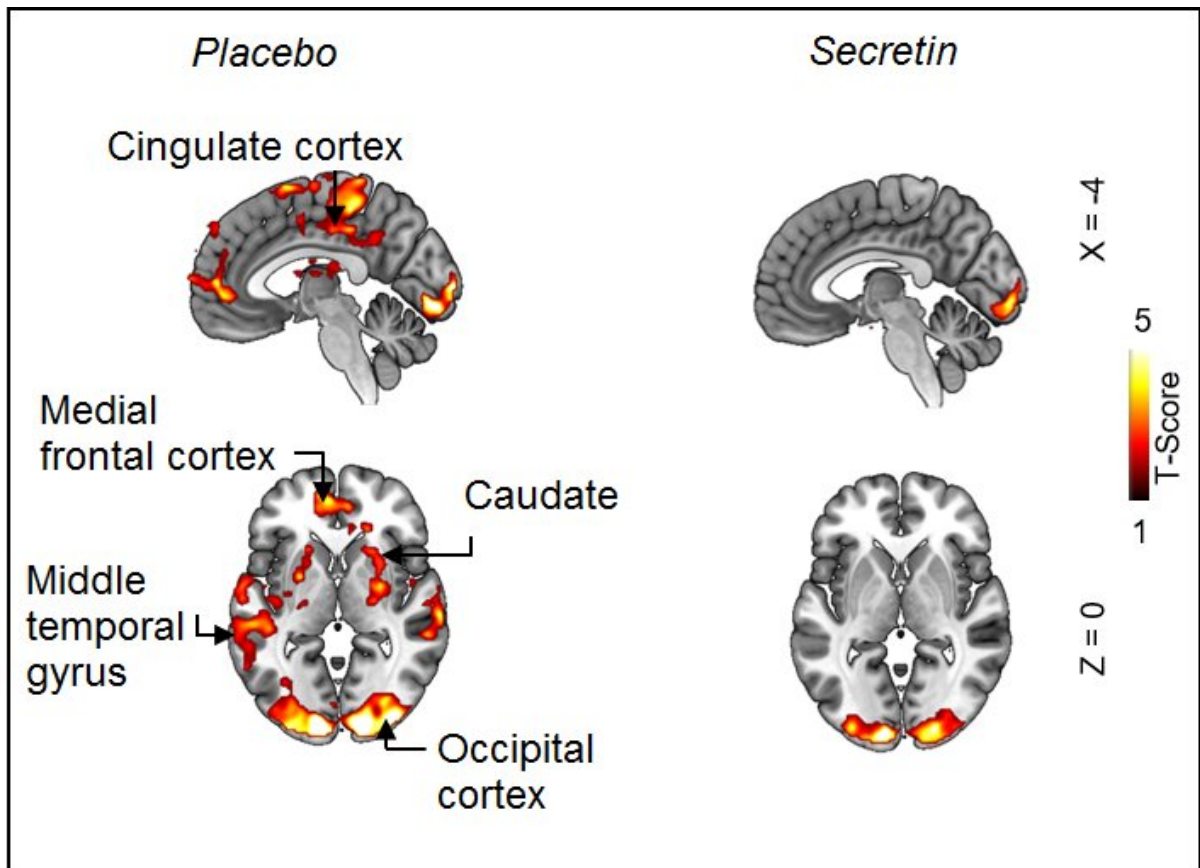 Placebo
Secretin
Cingulate cortex
X = -4
5
T-Score
1
Medial
frontal cortex
Caudate
Middle
temporal
gyrus
Z = 0
Occipital
cortex